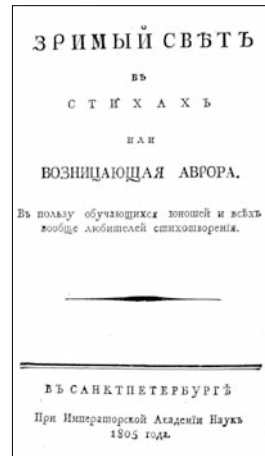 ЗРИМЫЙ СВѢТЪ
ВЪ
СТИХАХЪ
ИЛИ
ВОЗНИЦАЮЩАЯ АВРОРА.
Въ пользу обучающихся юношей и всѣхъ
вообще любителей стихотворенія.
ВЪ САНКТПЕТЕРБУРГѢ
При Императорской Академіи Наукъ
1805 года.